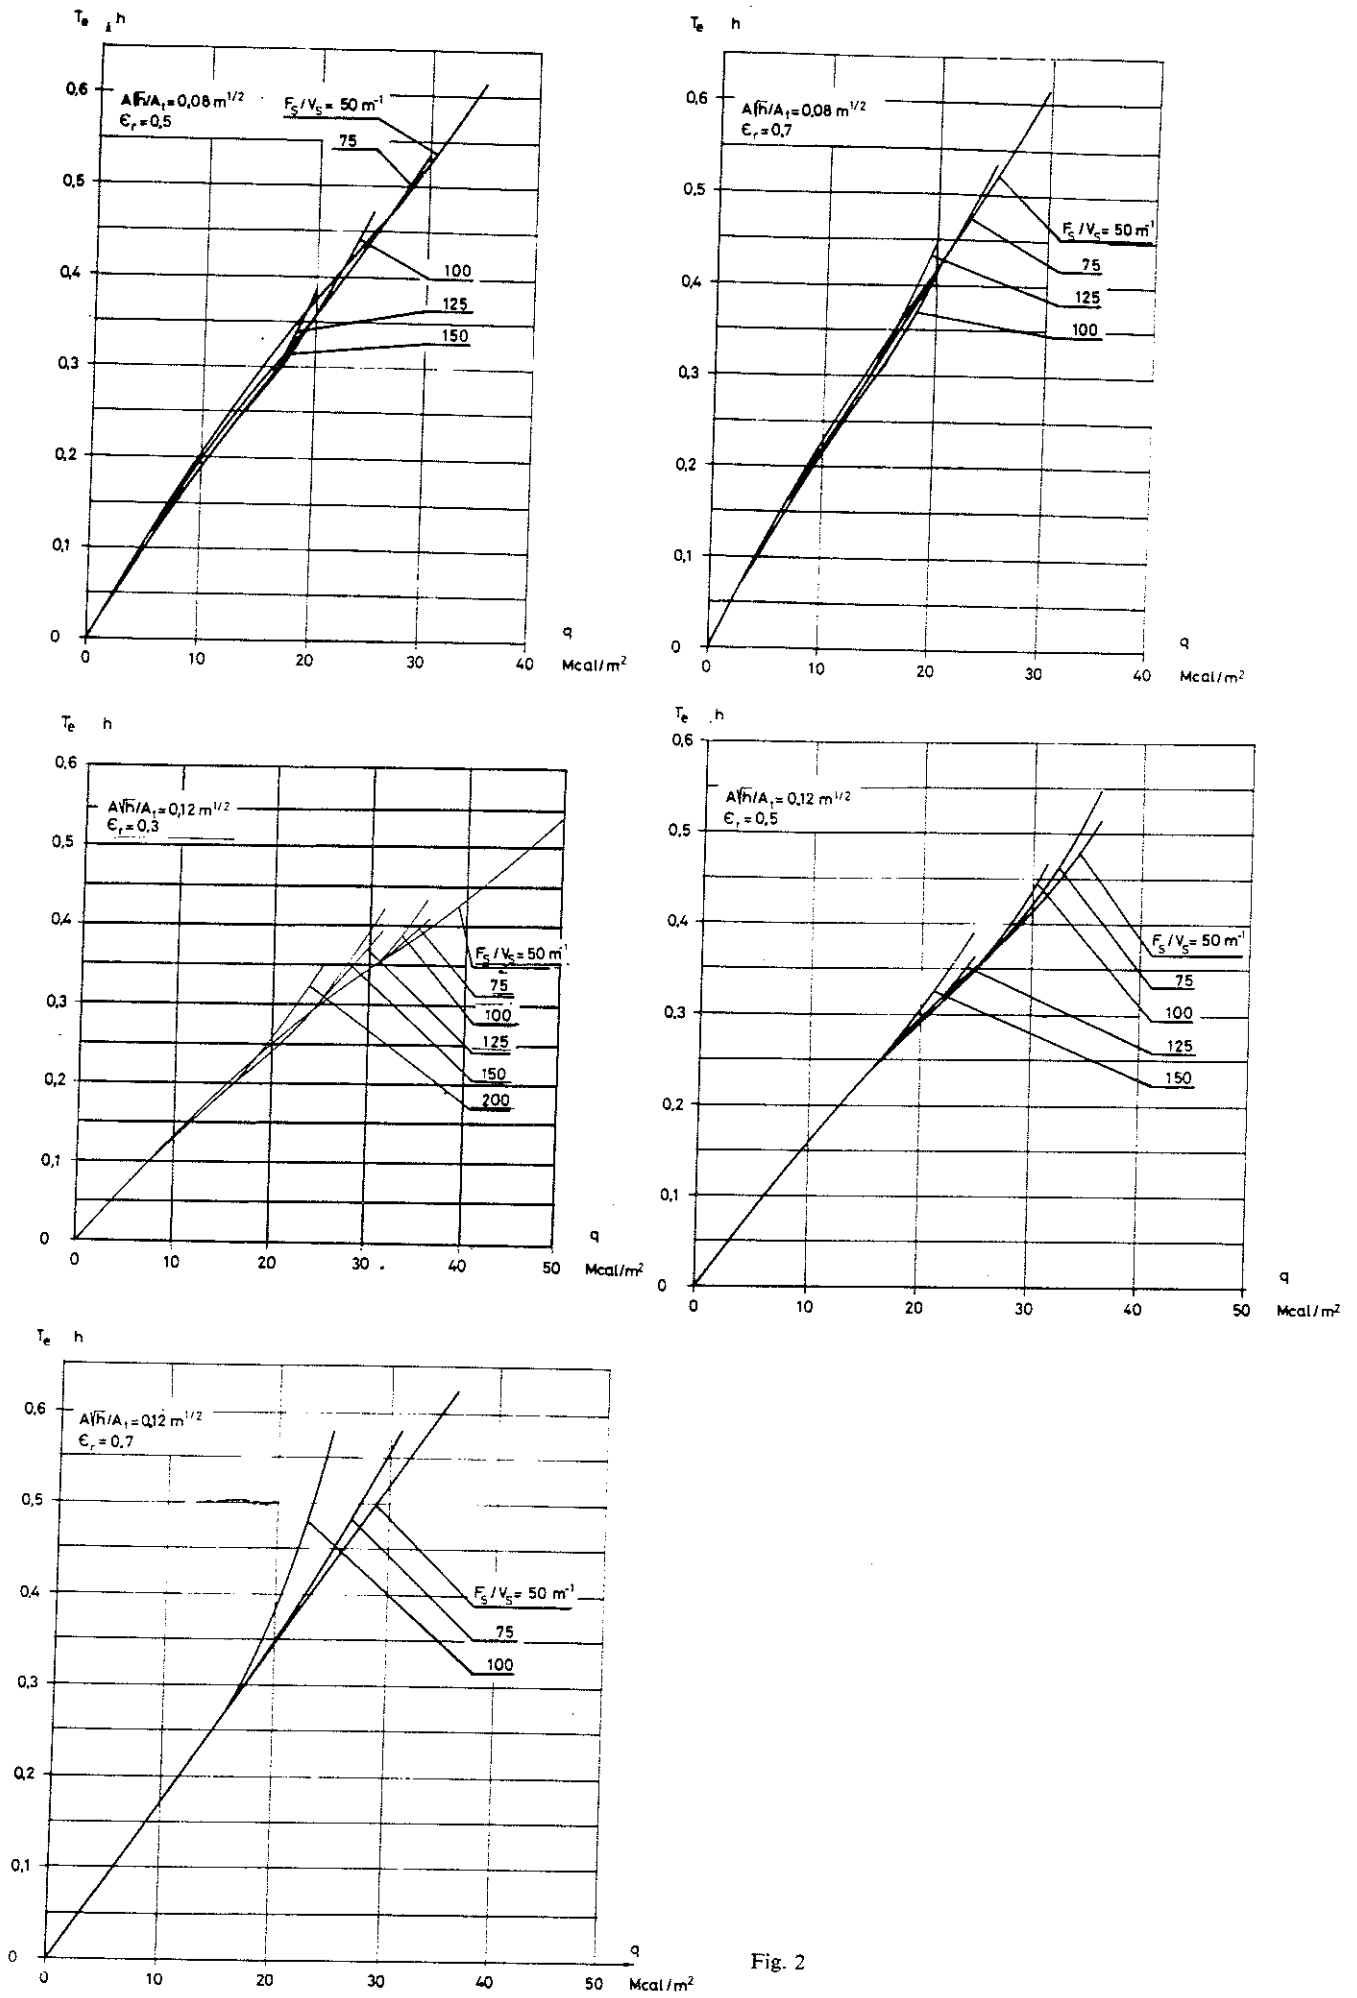 Te h
0,6
0,5
0,4
0,3
0,2
0,1
0
A√h/At = 0,08 m1/2
Єr = 0,5
FS/VS = 50 m-1
75
100
125
150
0 10 20 30 40
q
Mcal/m2
Te h
0,6
0,5
0,4
0,3
0,2
0,1
0
A√h/At = 0,08 m1/2
Єr = 0,7
FS/VS = 50 m-1
75
125
100
0 10 20 30 40
q
Mcal/m2
Te h
0,6
0,5
0,4
0,3
0,2
0,1
0
A√h/At = 0,12 m1/2
Єr = 0,3
FS/VS = 50 m-1
75
100
125
150
200
0 10 20 30 40 50
q
Mcal/m2
Te h
0,6
0,5
0,4
0,3
0,2
0,1
0
A√h/At = 0,12 m1/2
Єr = 0,5
FS/VS = 50 m-1
75
100
125
150
0 10 20 30 40 50
q
Mcal/m2
Te h
0,6
0,5
0,4
0,3
0,2
0,1
0
A√h/At = 0,12 m1/2
Єr = 0,7
FS/VS = 50 m-1
75
100
0 10 20 30 40 50
q
Mcal/m2
Fig. 2